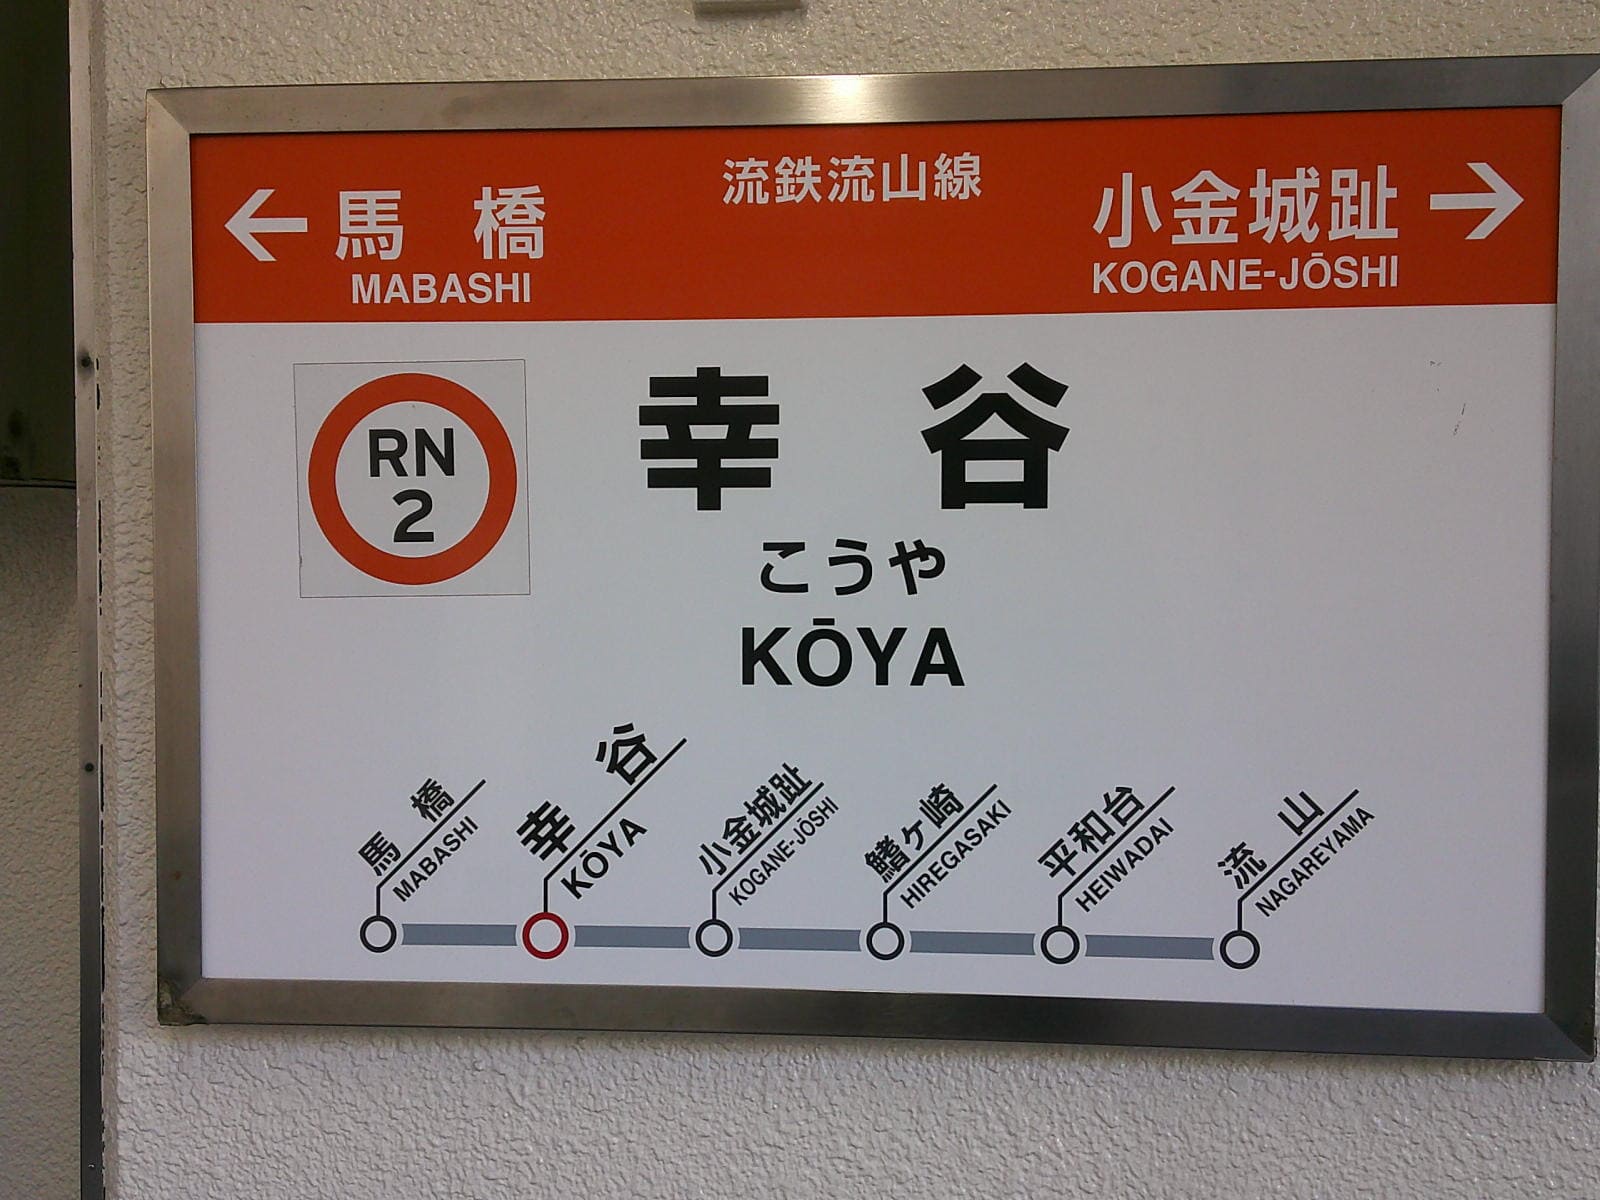 流鉄流山線
← 馬橋
MABASHI
小金城趾 →
KOGANE-JŌSHI
RN
2
幸谷
こうや
KŌYA
馬橋
MABASHI
幸谷
KŌYA
小金城趾
KOGANE-JŌSHI
鰭ヶ崎
HIREGASAKI
平和台
HEIWADAI
流山
NAGAREYAMA